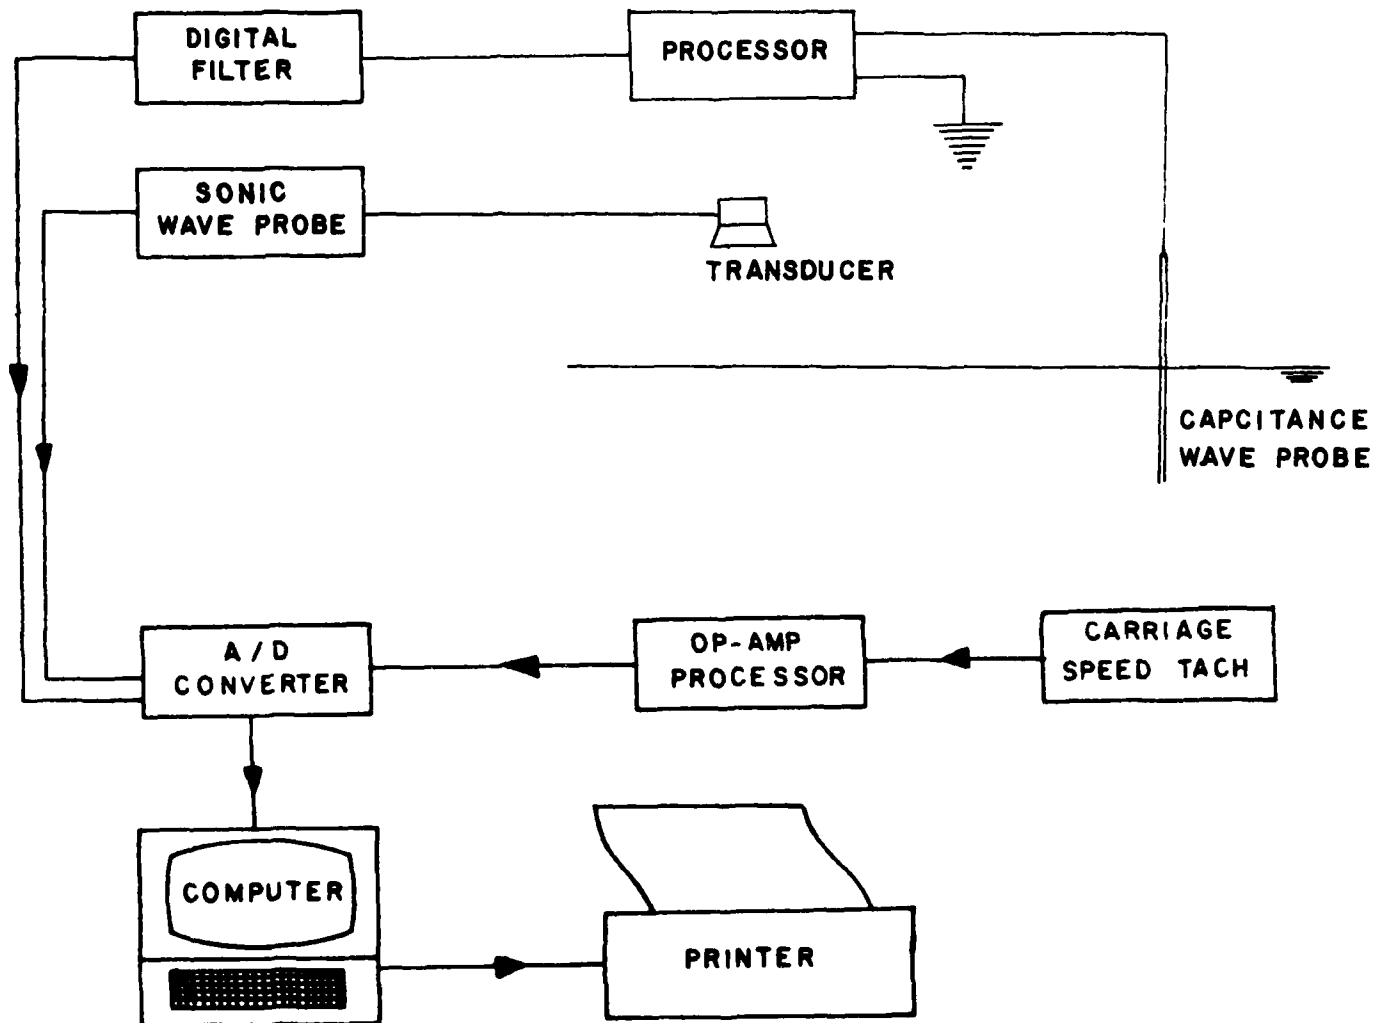 DIGITAL
FILTER
PROCESSOR
SONIC
WAVE PROBE
TRANSDUCER
CAPCITANCE
WAVE PROBE
A/D
CONVERTER
OP-AMP
PROCESSOR
CARRIAGE
SPEED TACH
COMPUTER
PRINTER